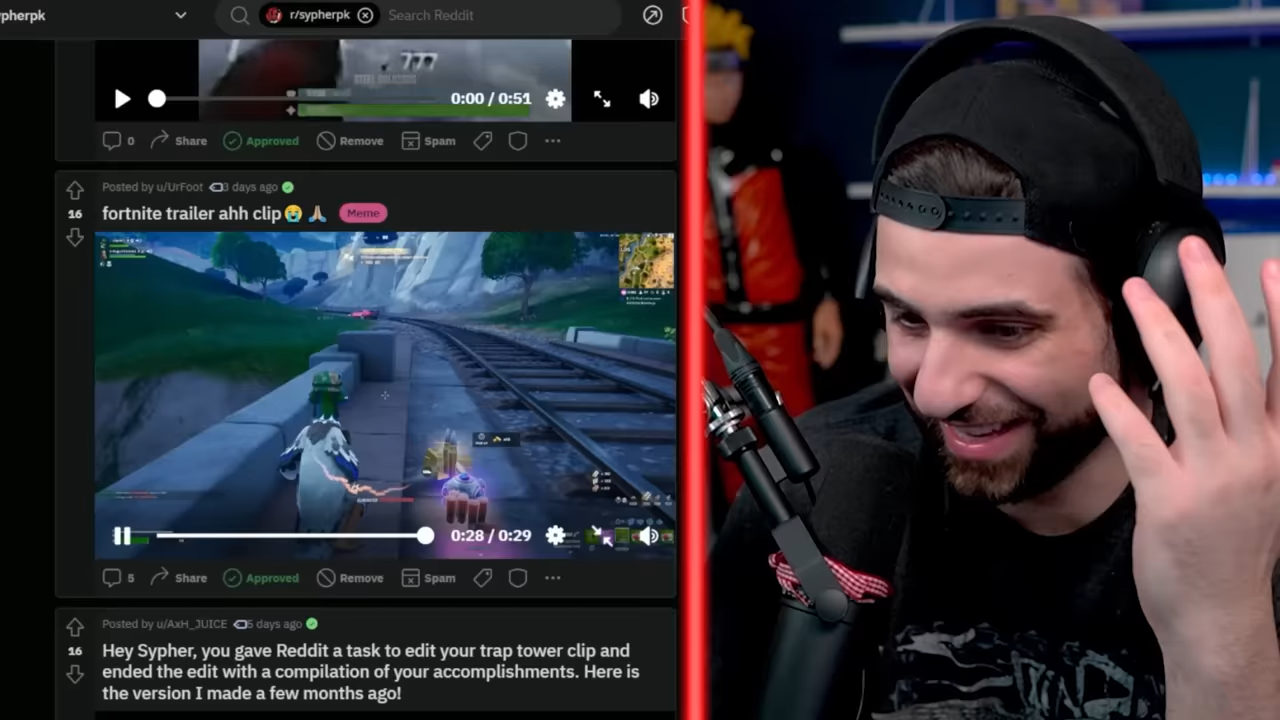 pherpk
r/sypherpk
Search Reddit
777
0:00 / 0:51
0
Share
Approved
Remove
Spam
Posted by u/UrFoot
3 days ago
16
fortnite trailer ahh clip
Meme
0:28 / 0:29
5
Share
Approved
Remove
Spam
Posted by u/AxH_JUICE
5 days ago
16
Hey Sypher, you gave Reddit a task to edit your trap tower clip and
ended the edit with a compilation of your accomplishments. Here is
the version I made a few months ago!